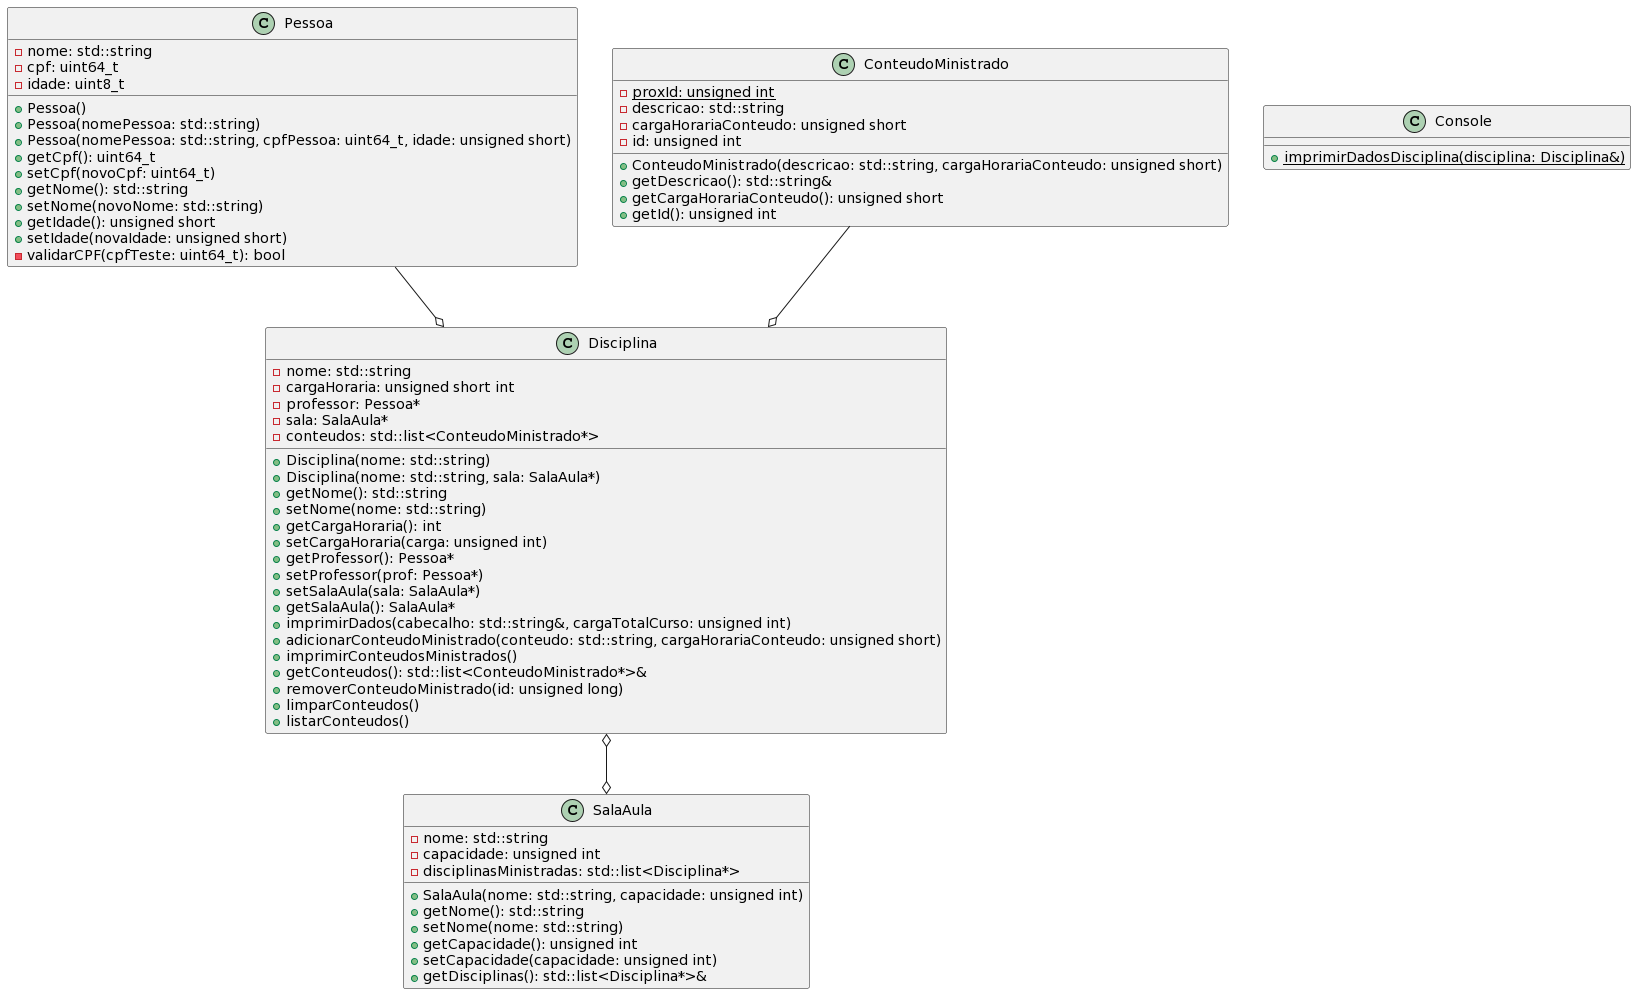 C Pessoa
nome: std::string
cpf: uint64_t
idade: uint8_t
Pessoa()
Pessoa(nomePessoa: std::string)
Pessoa(nomePessoa: std::string, cpfPessoa: uint64_t, idade: unsigned short)
getCpf(): uint64_t
setCpf(novoCpf: uint64_t)
getNome(): std::string
setNome(novoNome: std::string)
getIdade(): unsigned short
setIdade(novaIdade: unsigned short)
validarCPF(cpfTeste: uint64_t): bool
C ConteudoMinistrado
proxId: unsigned int
descricao: std::string
cargaHorariaConteudo: unsigned short
id: unsigned int
ConteudoMinistrado(descricao: std::string, cargaHorariaConteudo: unsigned short)
getDescricao(): std::string&
getCargaHorariaConteudo(): unsigned short
getId(): unsigned int
C Console
imprimirDadosDisciplina(disciplina: Disciplina&)
C Disciplina
nome: std::string
cargaHoraria: unsigned short int
professor: Pessoa*
sala: SalaAula*
conteudos: std::list<ConteudoMinistrado*>
Disciplina(nome: std::string)
Disciplina(nome: std::string, sala: SalaAula*)
getNome(): std::string
setNome(nome: std::string)
getCargaHoraria(): int
setCargaHoraria(carga: unsigned int)
getProfessor(): Pessoa*
setProfessor(prof: Pessoa*)
setSalaAula(sala: SalaAula*)
getSalaAula(): SalaAula*
imprimirDados(cabecalho: std::string&, cargaTotalCurso: unsigned int)
adicionarConteudoMinistrado(conteudo: std::string, cargaHorariaConteudo: unsigned short)
imprimirConteudosMinistrados()
getConteudos(): std::list<ConteudoMinistrado*>&
removerConteudoMinistrado(id: unsigned long)
limparConteudos()
listarConteudos()
C SalaAula
nome: std::string
capacidade: unsigned int
disciplinasMinistradas: std::list<Disciplina*>
SalaAula(nome: std::string, capacidade: unsigned int)
getNome(): std::string
setNome(nome: std::string)
getCapacidade(): unsigned int
setCapacidade(capacidade: unsigned int)
getDisciplinas(): std::list<Disciplina*>&